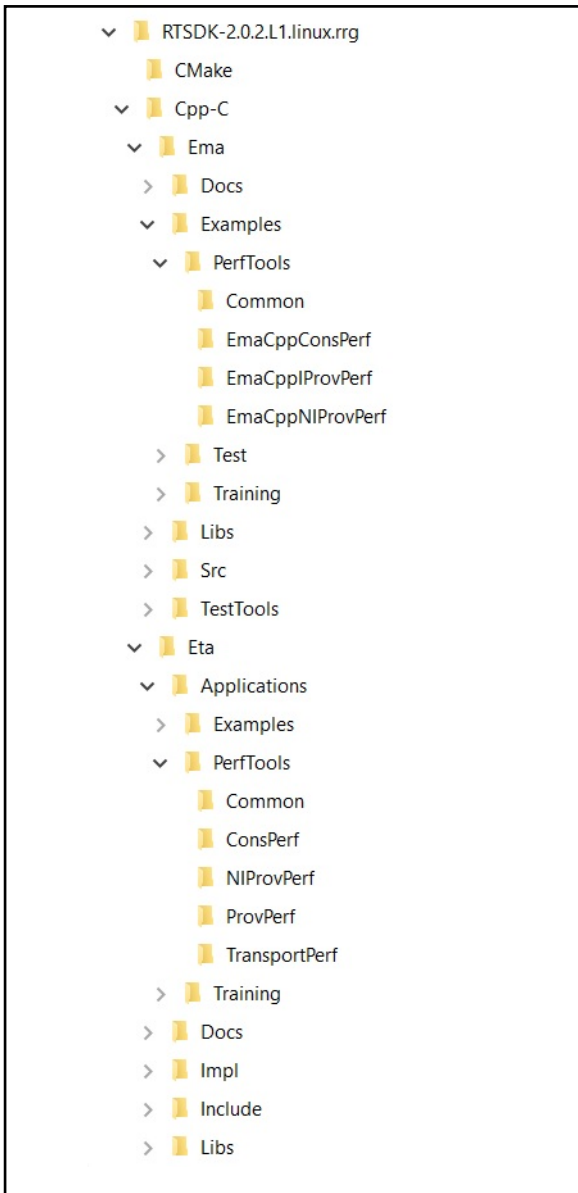 RTSDK-2.0.2.L1.linux.rrg
CMake
Cpp-C
Ema
Docs
Examples
PerfTools
Common
EmaCppConsPerf
EmaCppIProvPerf
EmaCppNIProvPerf
Test
Training
Libs
Src
TestTools
Eta
Applications
Examples
PerfTools
Common
ConsPerf
NIProvPerf
ProvPerf
TransportPerf
Training
Docs
Impl
Include
Libs